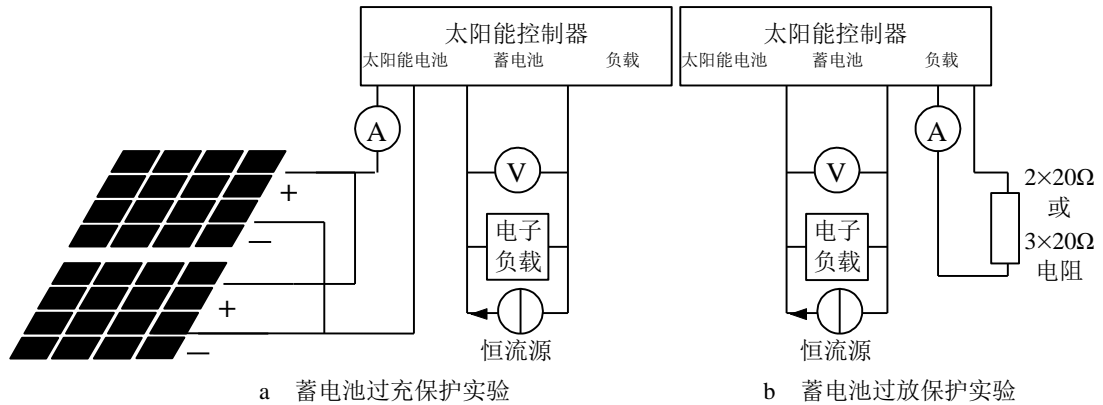 太阳能控制器
太阳能电池 蓄电池 负载
A
V
+
—
电子
负载
+
—
恒流源
a 蓄电池过充保护实验
太阳能控制器
太阳能电池 蓄电池 负载
A
V
2×20Ω
或
3×20Ω
电阻
电子
负载
恒流源
b 蓄电池过放保护实验